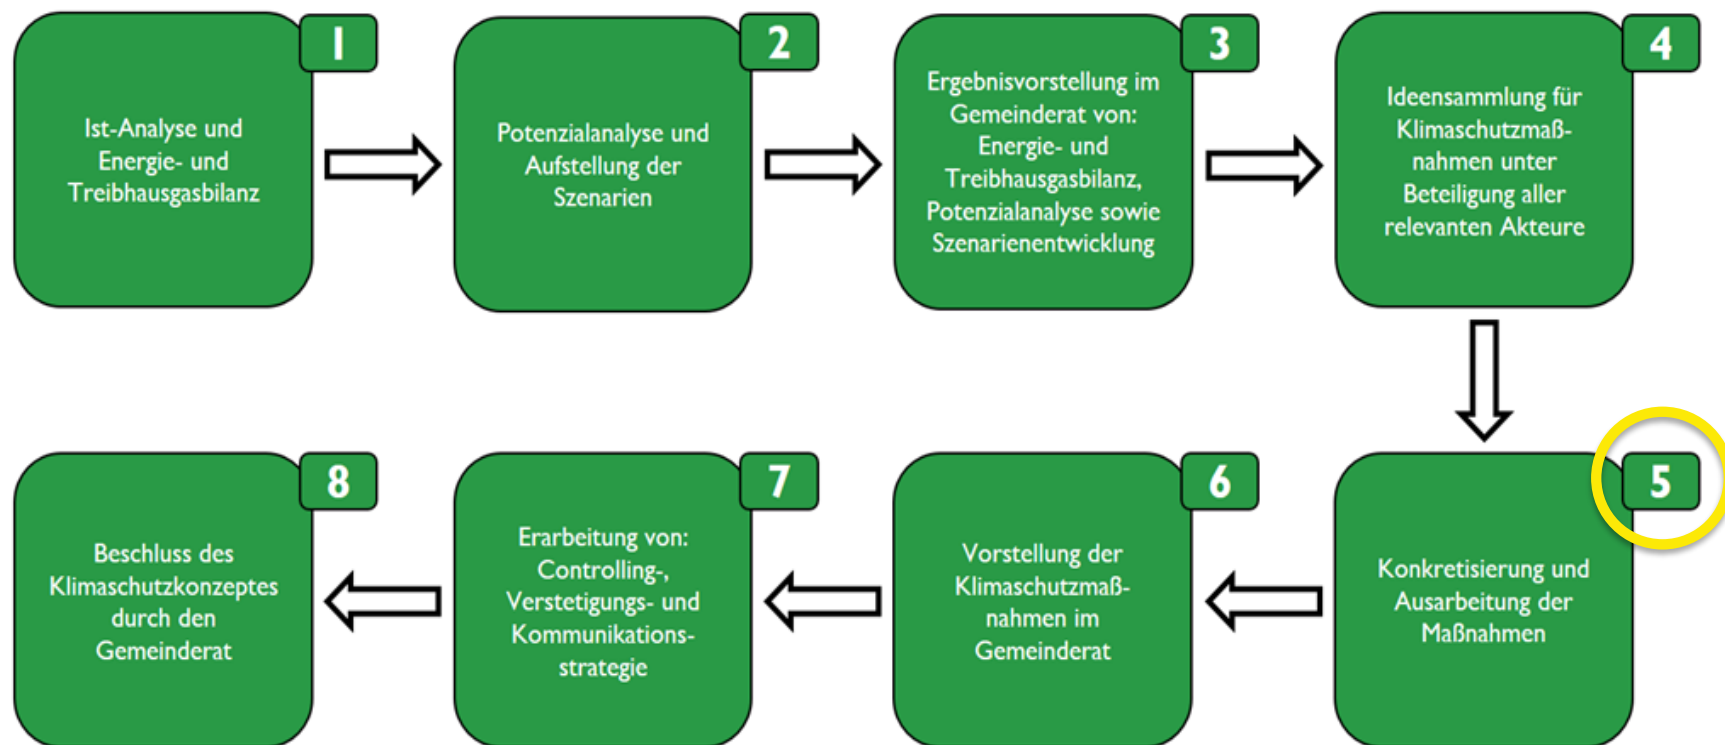 1
Ist-Analyse und
Energie- und
Treibhausgasbilanz
2
Potenzialanalyse und
Aufstellung der
Szenarien
3
Ergebnisvorstellung im
Gemeinderat von:
Energie- und
Treibhausgasbilanz,
Potenzialanalyse sowie
Szenarienentwicklung
4
Ideensammlung für
Klimaschutzmaß-
nahmen unter
Beteiligung aller
relevanten Akteure
5
Konkretisierung und
Ausarbeitung der
Maßnahmen
6
Vorstellung der
Klimaschutzmaß-
nahmen im
Gemeinderat
7
Erarbeitung von:
Controlling-,
Verstetigungs- und
Kommunikations-
strategie
8
Beschluss des
Klimaschutzkonzeptes
durch den
Gemeinderat